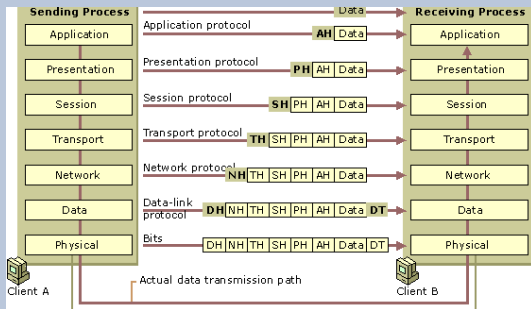 Sending Process Data Receiving Process
Application Application protocol AH Data Application
Presentation Presentation protocol PH AH Data Presentation
Session Session protocol SH PH AH Data Session
Transport Transport protocol TH SH PH AH Data Transport
Network Network protocol NH TH SH PH AH Data Network
Data Data-link protocol DH NH TH SH PH AH Data DT Data
Physical Bits DH NH TH SH PH AH Data DT Physical
Client A Actual data transmission path Client B